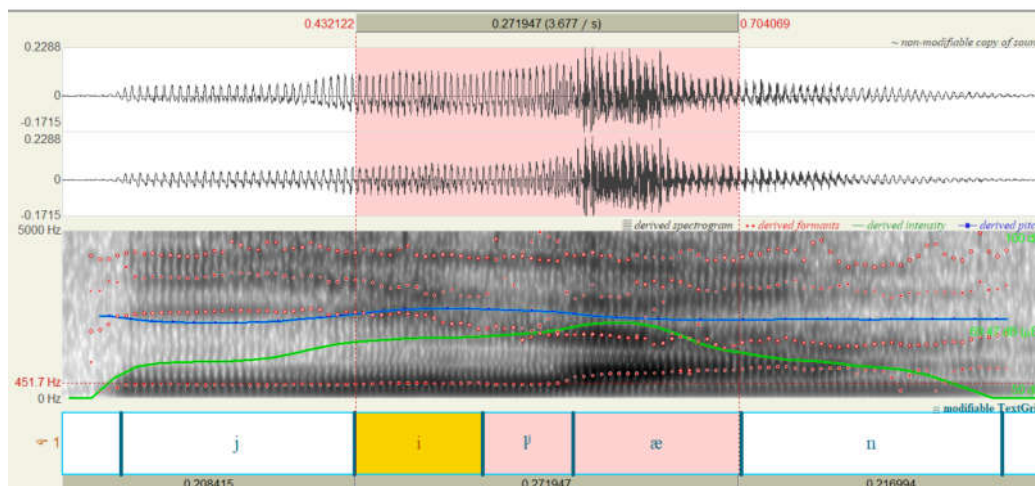 0.432122 0.271947 (3.677 / s) 0.704069
~ non-modifiable copy of soun
0.2288
0
-0.1715
0.2288
0
-0.1715
5000 Hz
derived spectrogram derived formants derived intensity derived pitc
451.7 Hz
0 Hz
modifiable TextGr
1 j i lʲ æ n
0.208415 0.271947 0.216994